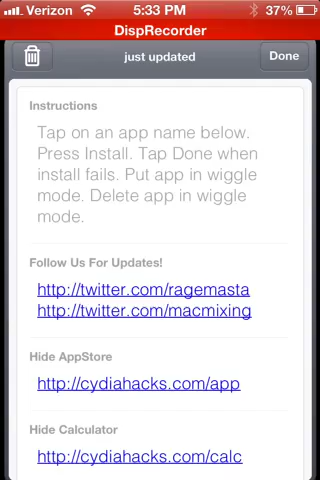 Verizon 5:33 PM 37%
DispRecorder
just updated Done
Instructions
Tap on an app name below.
Press Install. Tap Done when
install fails. Put app in wiggle
mode. Delete app in wiggle
mode.
Follow Us For Updates!
http://twitter.com/ragemasta
http://twitter.com/macmixing
Hide AppStore
http://cydiahacks.com/app
Hide Calculator
http://cydiahacks.com/calc